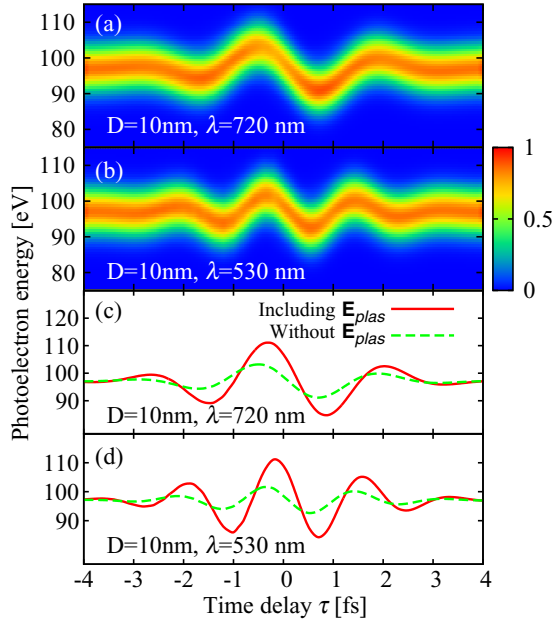 (a)
110
100
90
80
D=10nm, λ=720 nm
(b)
110
100
90
80
D=10nm, λ=530 nm
1
0.5
0
Photoelectron energy [eV]
(c)
Including E_plas
Without E_plas
120
110
100
90
D=10nm, λ=720 nm
(d)
110
100
90
D=10nm, λ=530 nm
-4 -3 -2 -1 0 1 2 3 4
Time delay τ [fs]